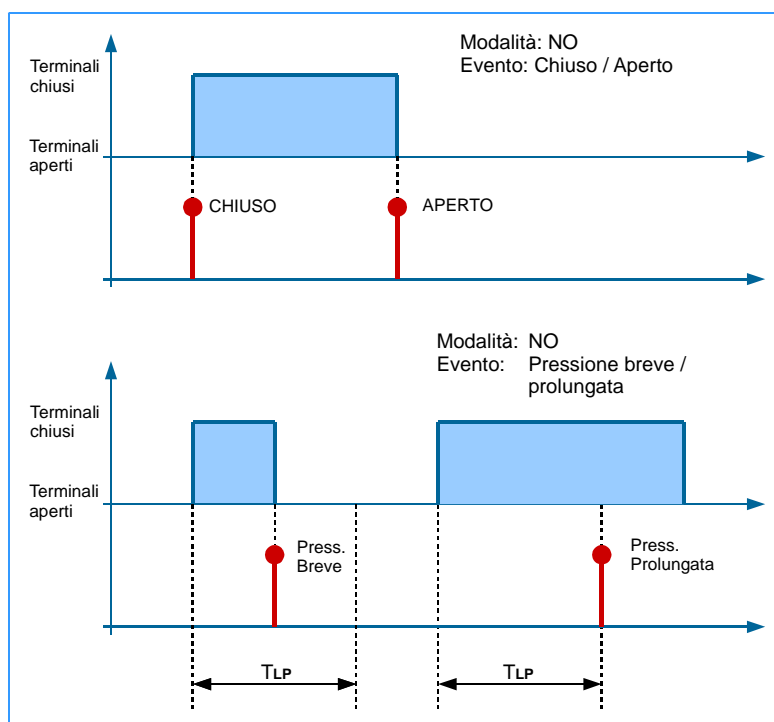 Modalità: NO
Evento: Chiuso / Aperto
Terminali
chiusi
Terminali
aperti
CHIUSO
APERTO
Modalità: NO
Evento: Pressione breve /
prolungata
Terminali
chiusi
Terminali
aperti
Press.
Breve
Press.
Prolungata
TLP
TLP